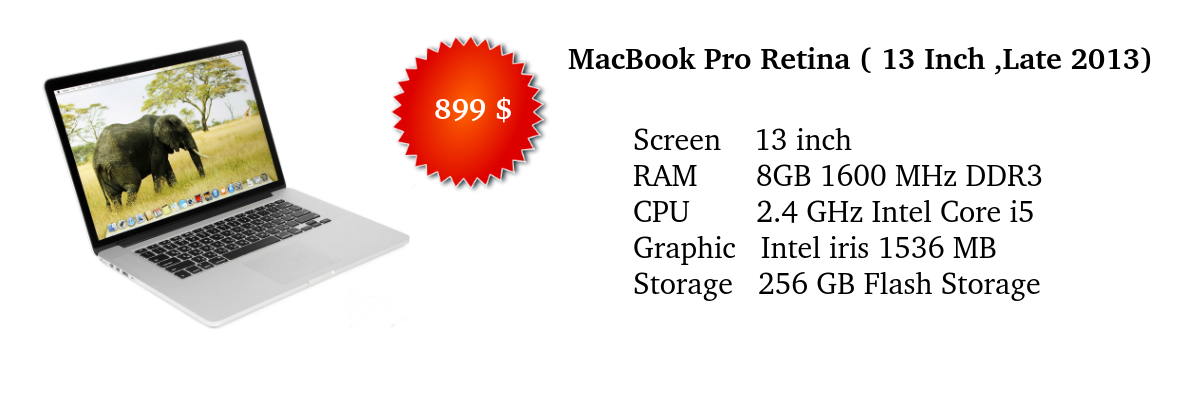 MacBook Pro Retina ( 13 Inch ,Late 2013)
899 $
Screen 13 inch
RAM 8GB 1600 MHz DDR3
CPU 2.4 GHz Intel Core i5
Graphic Intel iris 1536 MB
Storage 256 GB Flash Storage